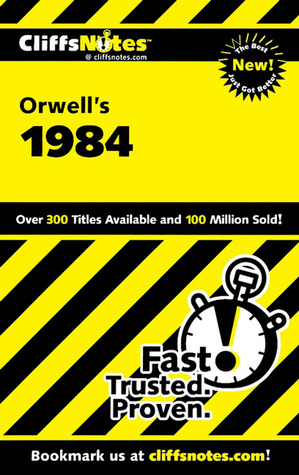 CliffsNotes™
@ cliffsnotes.com
The Best
New!
Just Got Better
Orwell's
1984
Over 300 Titles Available and 100 Million Sold!
Fast.
Trusted.
Proven.
Bookmark us at cliffsnotes.com!